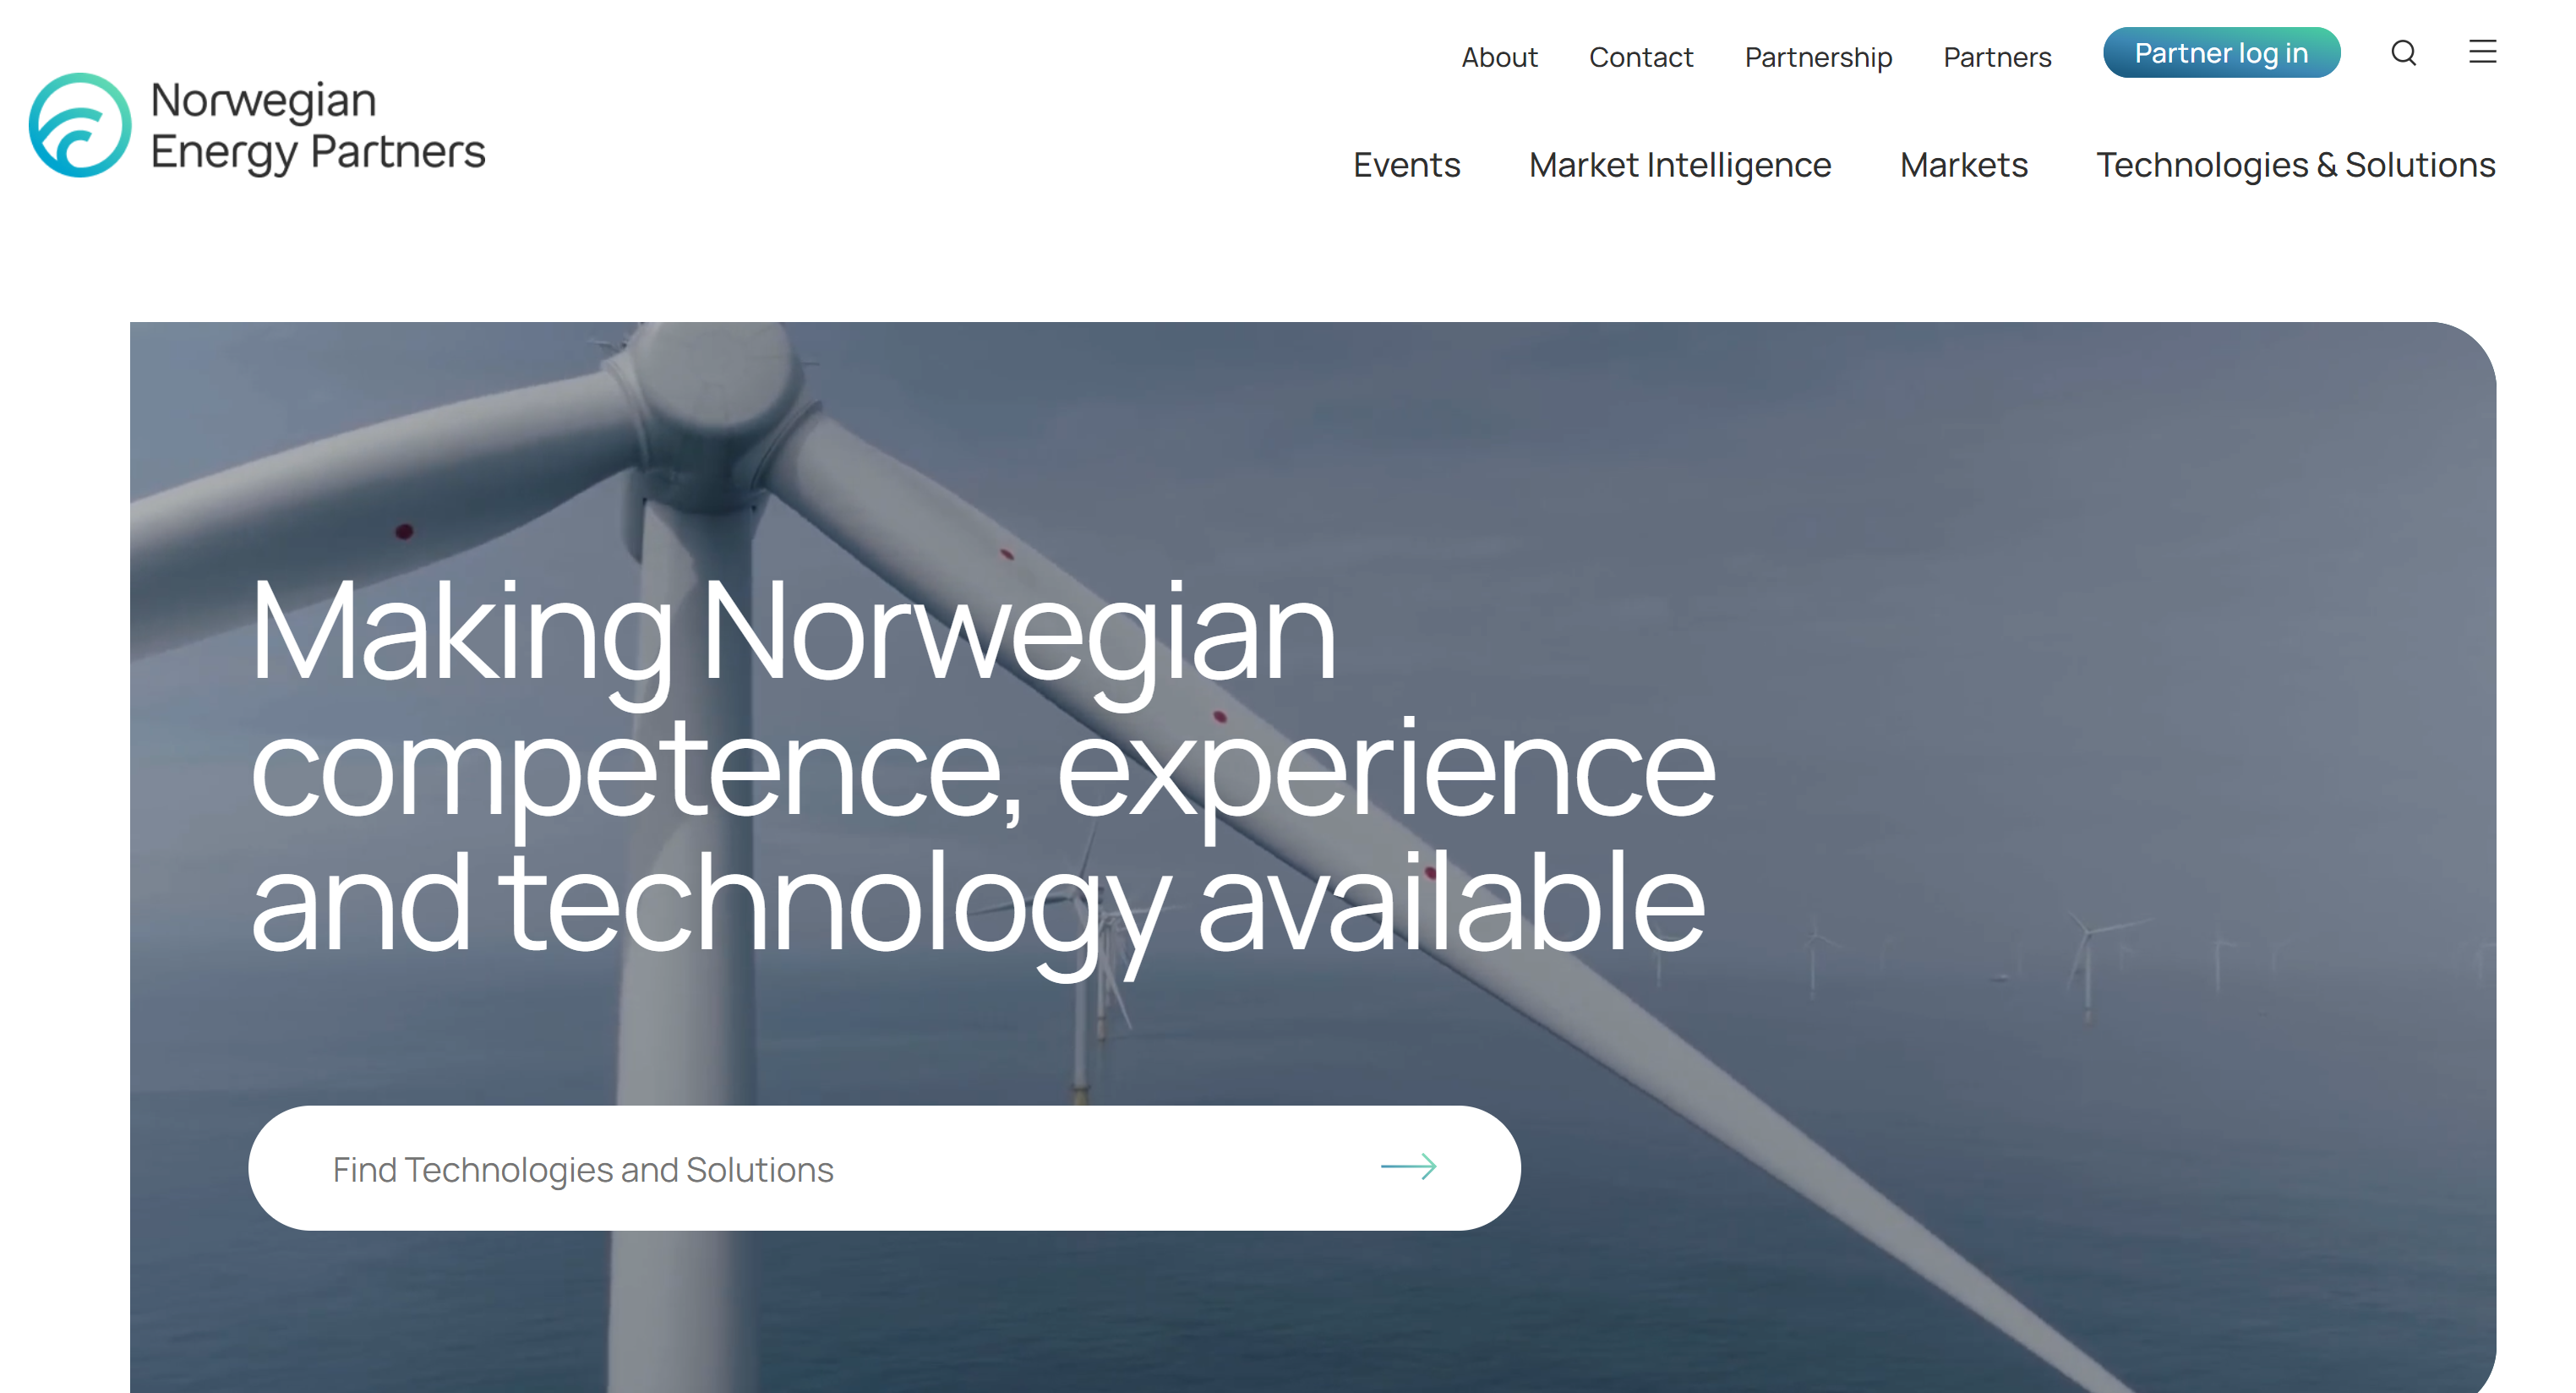 About Contact Partnership Partners Partner log in
Norwegian
Energy Partners
Events Market Intelligence Markets Technologies & Solutions
Making Norwegian
competence, experience
and technology available
Find Technologies and Solutions